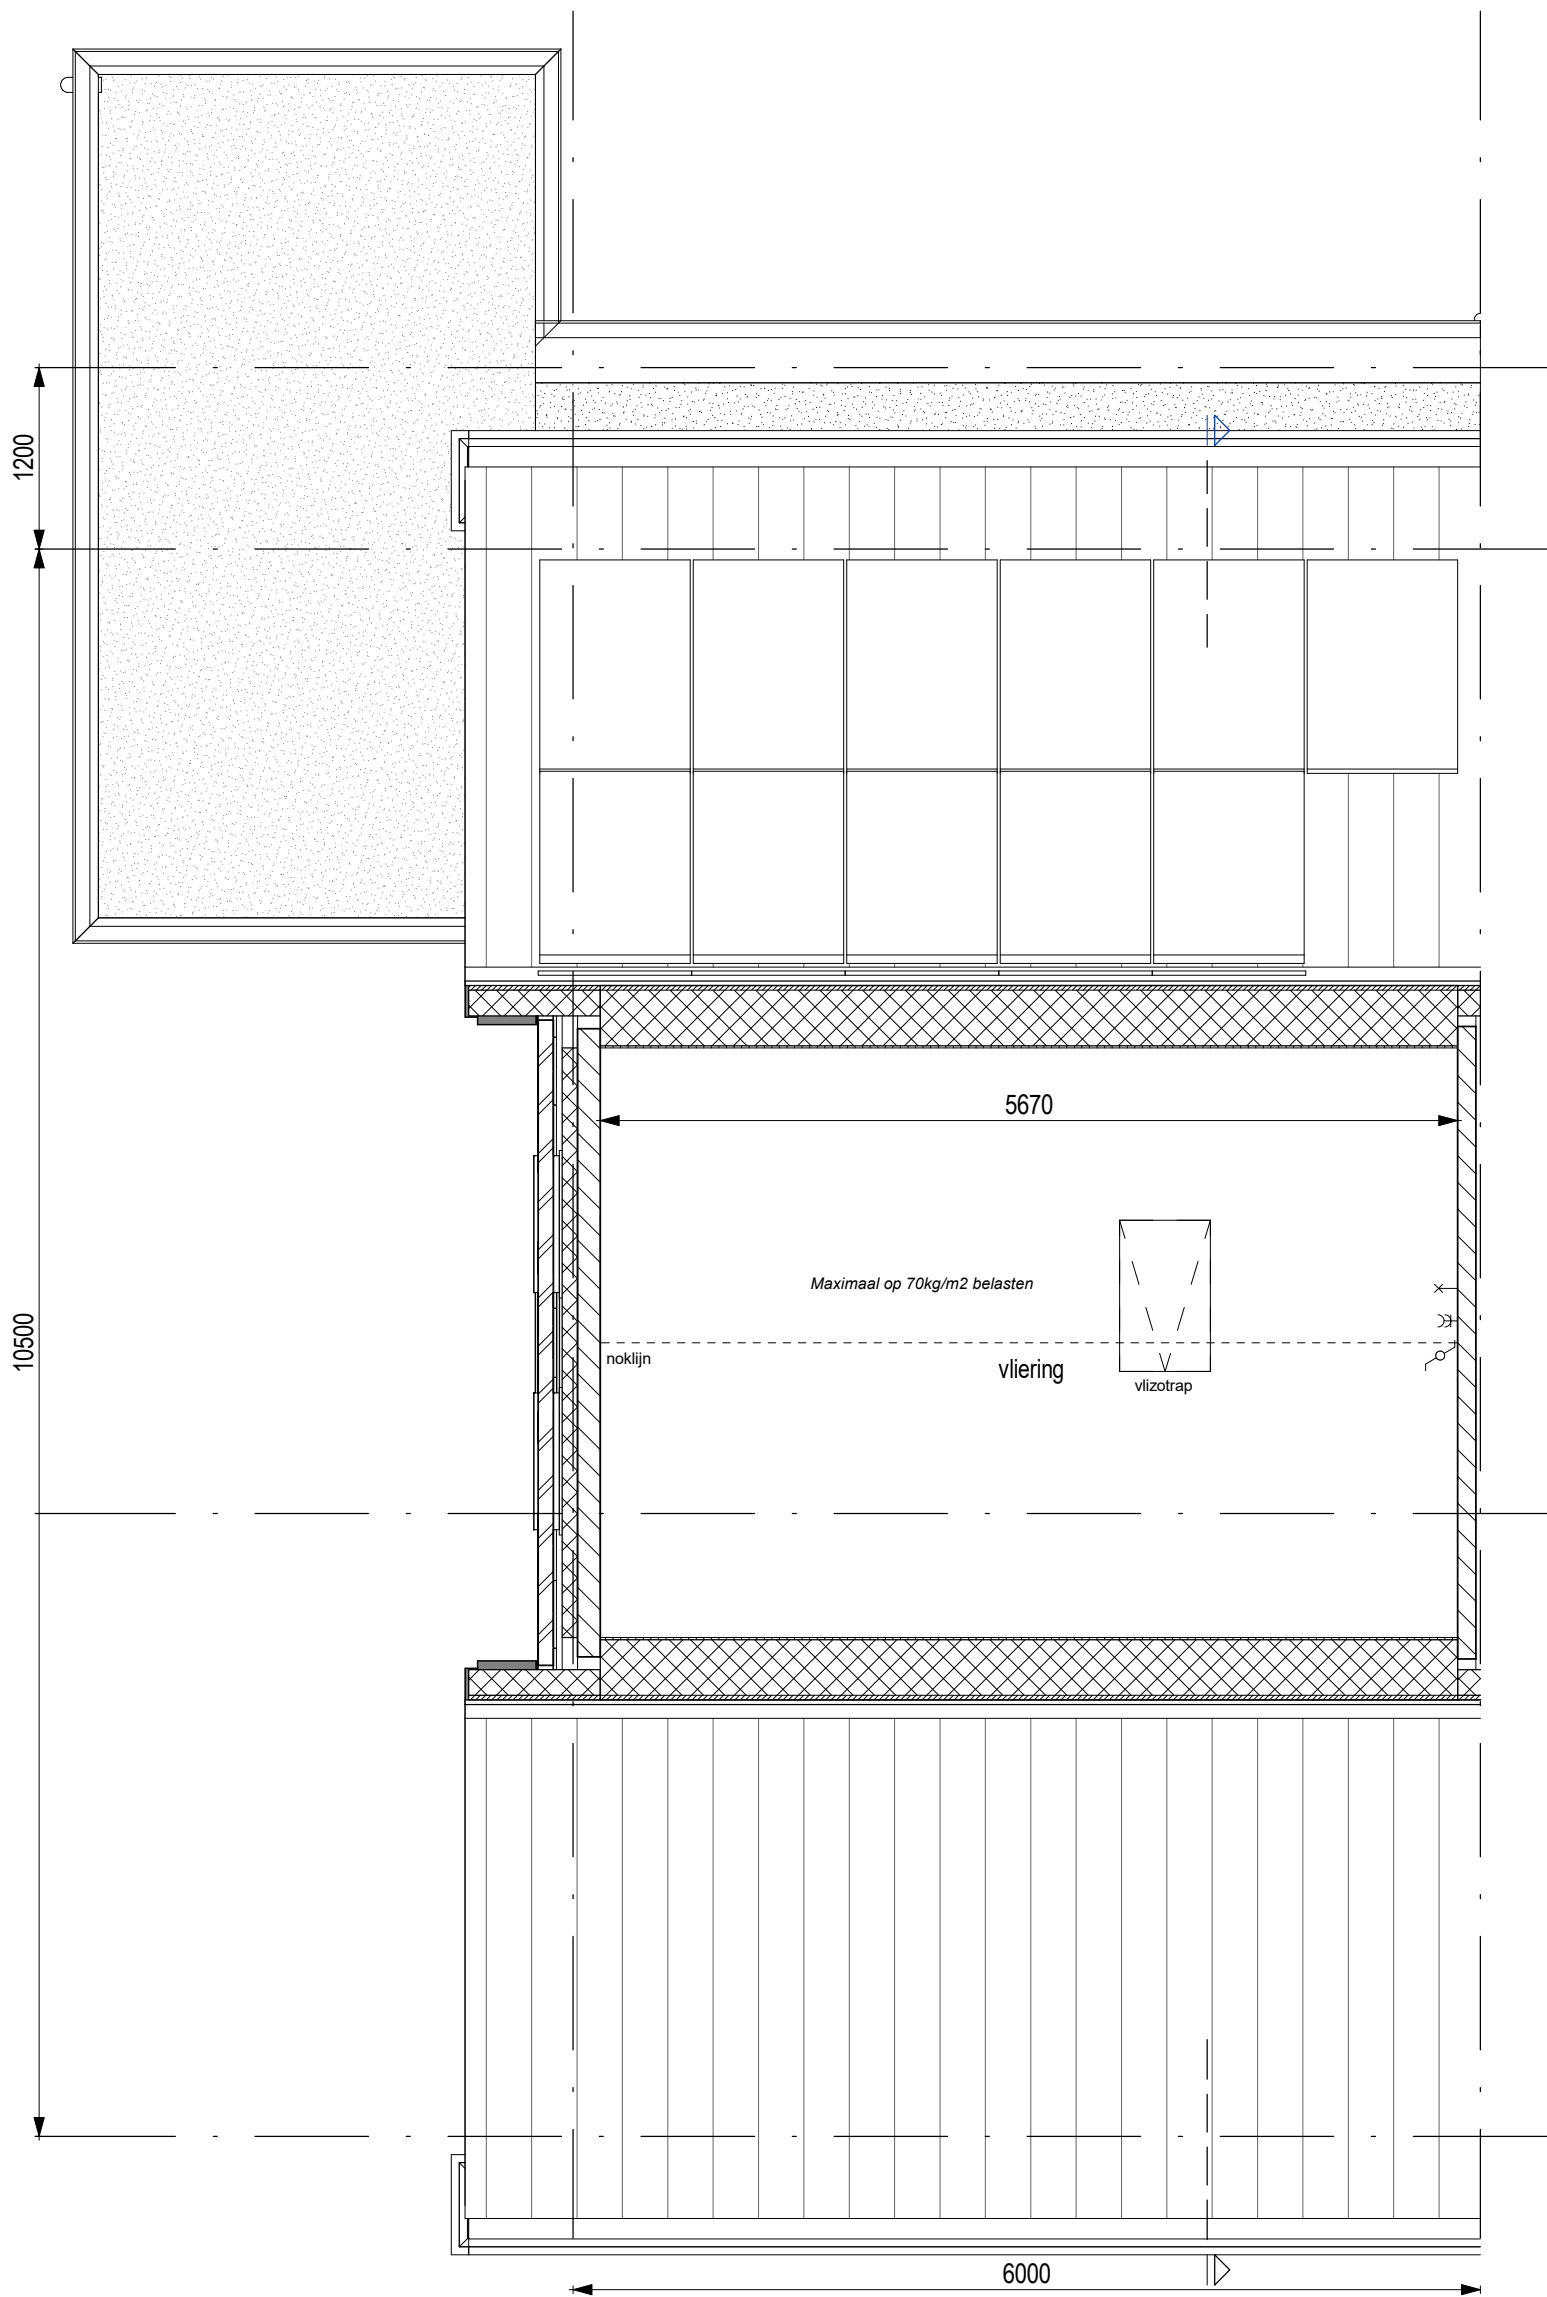 1200
5670
Maximaal op 70kg/m2 belasten
10500
noklijn
vliering
vlizotrap
6000